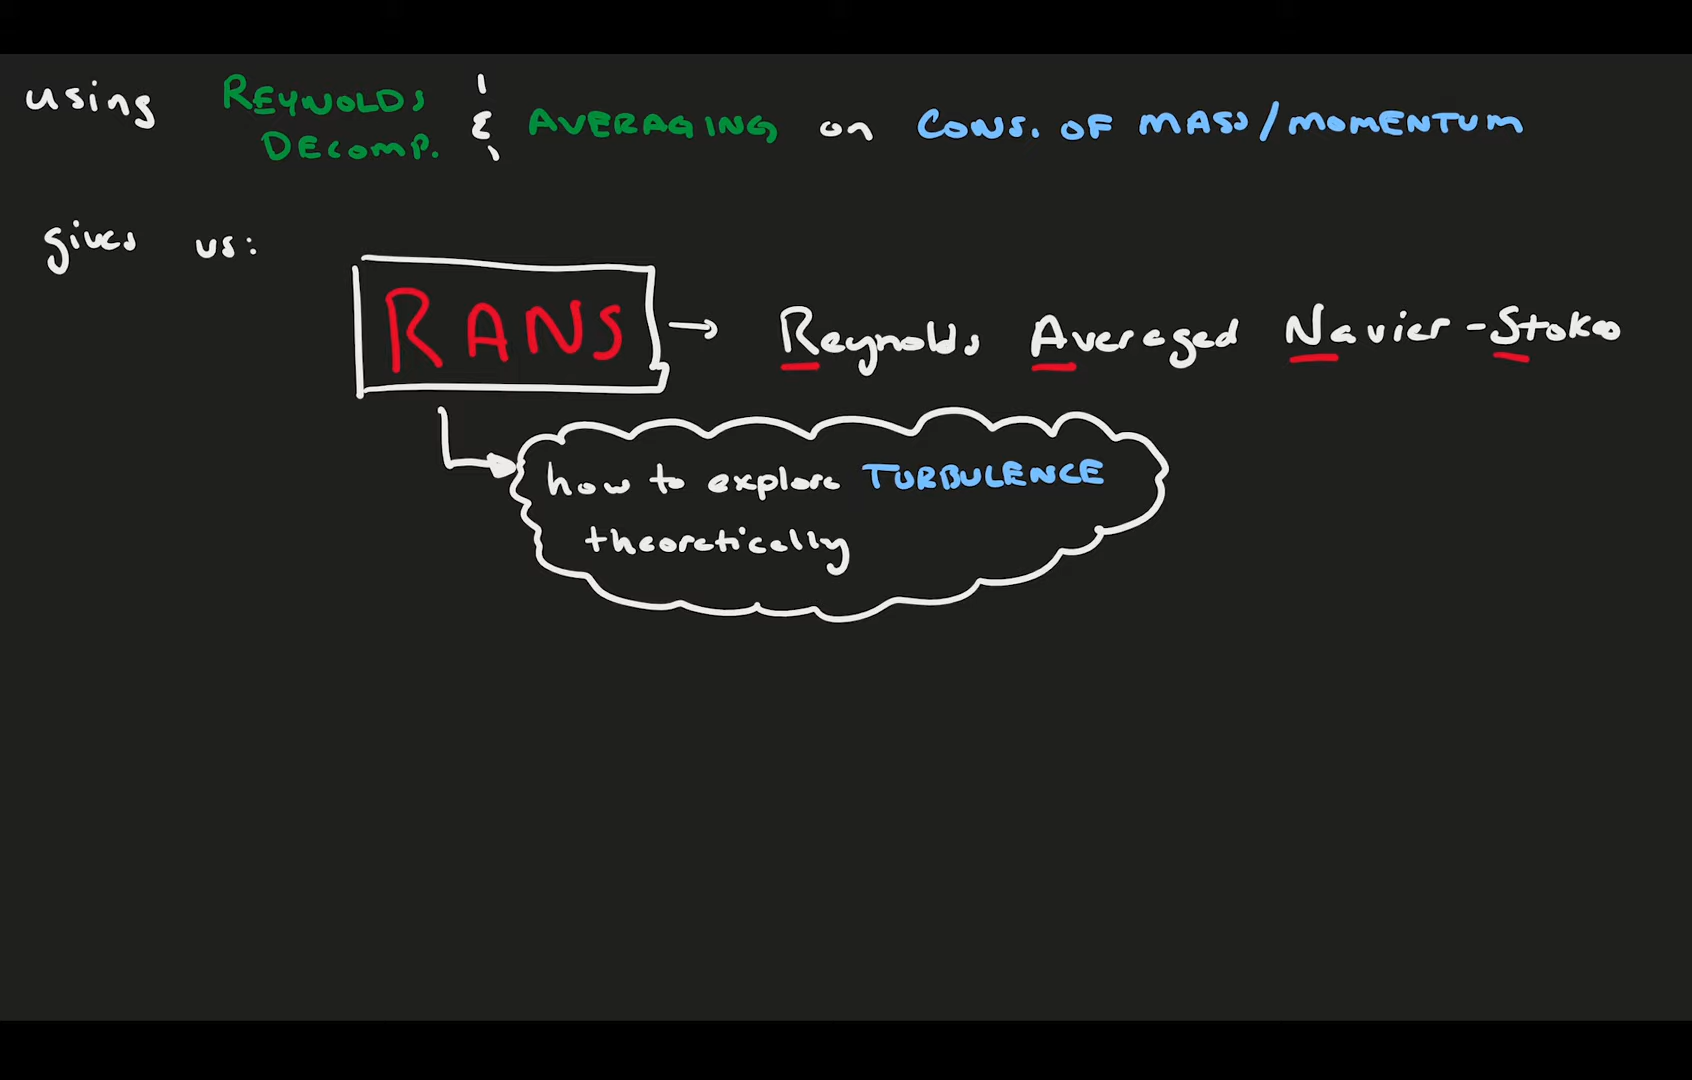 using REYNOLDS DECOMP. & AVERAGING on CONS. OF MASS/MOMENTUM
gives us:
RANS → Reynolds Averaged Navier-Stokes
how to explore TURBULENCE
theoretically